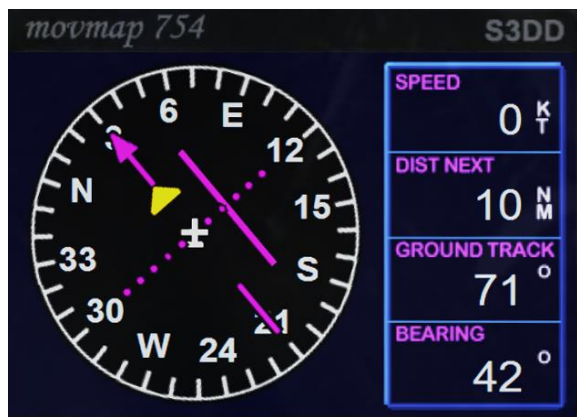 movmap 754 S3DD
SPEED
0 KT
DIST NEXT
10 NM
GROUND TRACK
71 °
BEARING
42 °
N
3
6
E
12
15
S
21
24
W
30
33